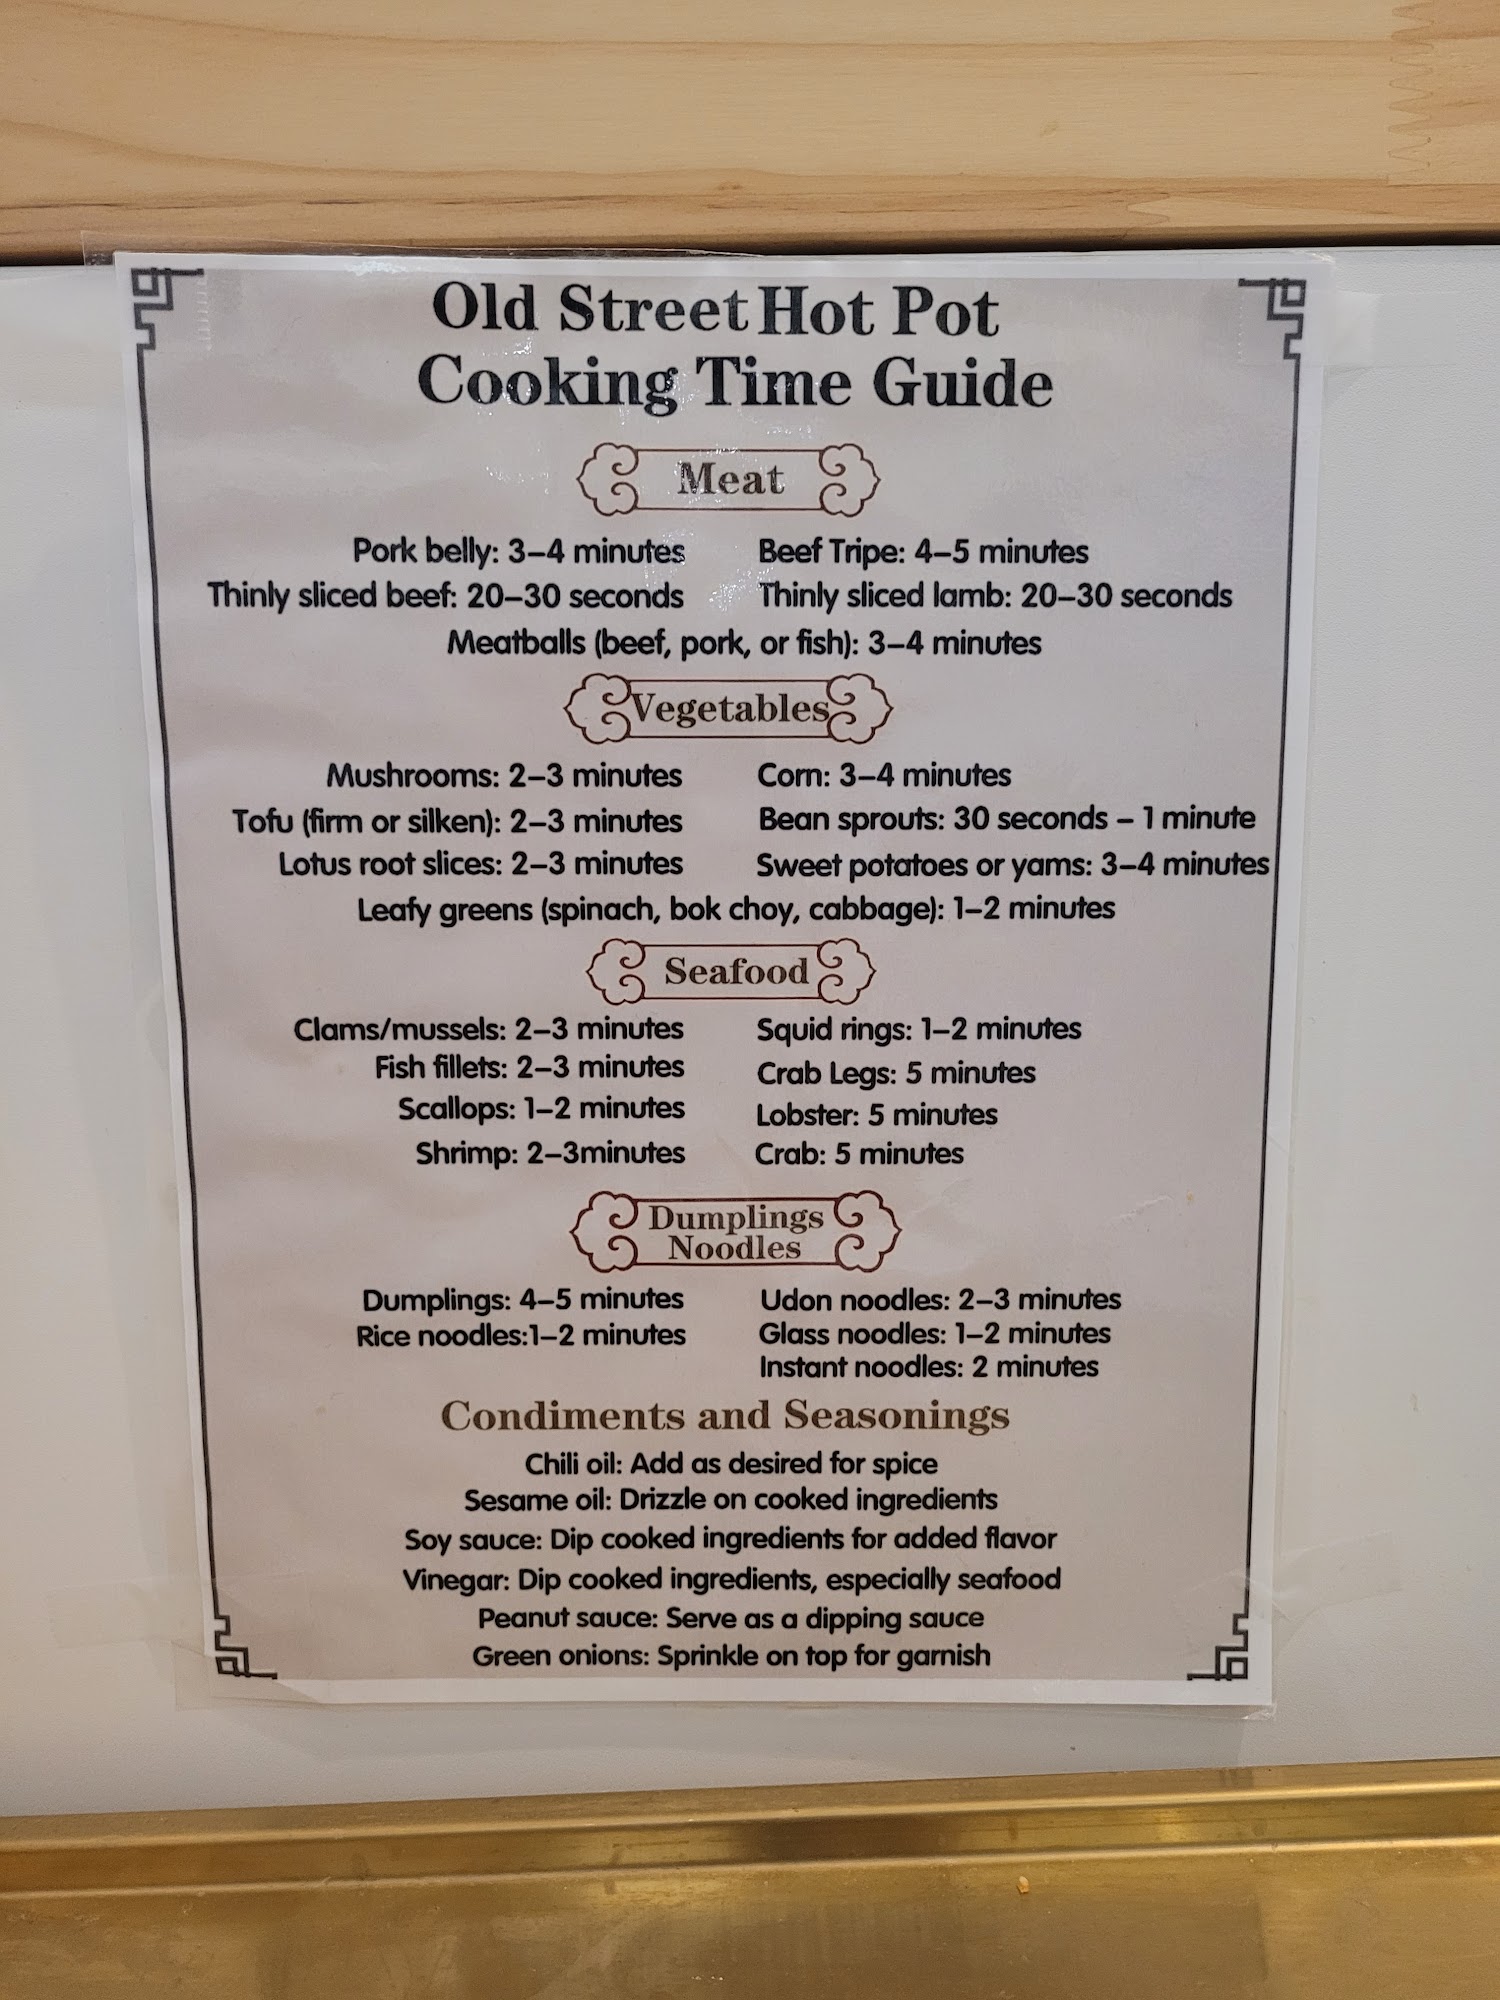 Old Street Hot Pot
Cooking Time Guide
Meat
Pork belly: 3–4 minutes
Beef Tripe: 4–5 minutes
Thinly sliced beef: 20–30 seconds
Thinly sliced lamb: 20–30 seconds
Meatballs (beef, pork, or fish): 3–4 minutes
Vegetables
Mushrooms: 2–3 minutes
Corn: 3–4 minutes
Tofu (firm or silken): 2–3 minutes
Bean sprouts: 30 seconds – 1 minute
Lotus root slices: 2–3 minutes
Sweet potatoes or yams: 3–4 minutes
Leafy greens (spinach, bok choy, cabbage): 1–2 minutes
Seafood
Clams/mussels: 2–3 minutes
Squid rings: 1–2 minutes
Fish fillets: 2–3 minutes
Crab Legs: 5 minutes
Scallops: 1–2 minutes
Lobster: 5 minutes
Shrimp: 2–3minutes
Crab: 5 minutes
Dumplings
Noodles
Dumplings: 4–5 minutes
Udon noodles: 2–3 minutes
Rice noodles:1–2 minutes
Glass noodles: 1–2 minutes
Instant noodles: 2 minutes
Condiments and Seasonings
Chili oil: Add as desired for spice
Sesame oil: Drizzle on cooked ingredients
Soy sauce: Dip cooked ingredients for added flavor
Vinegar: Dip cooked ingredients, especially seafood
Peanut sauce: Serve as a dipping sauce
Green onions: Sprinkle on top for garnish